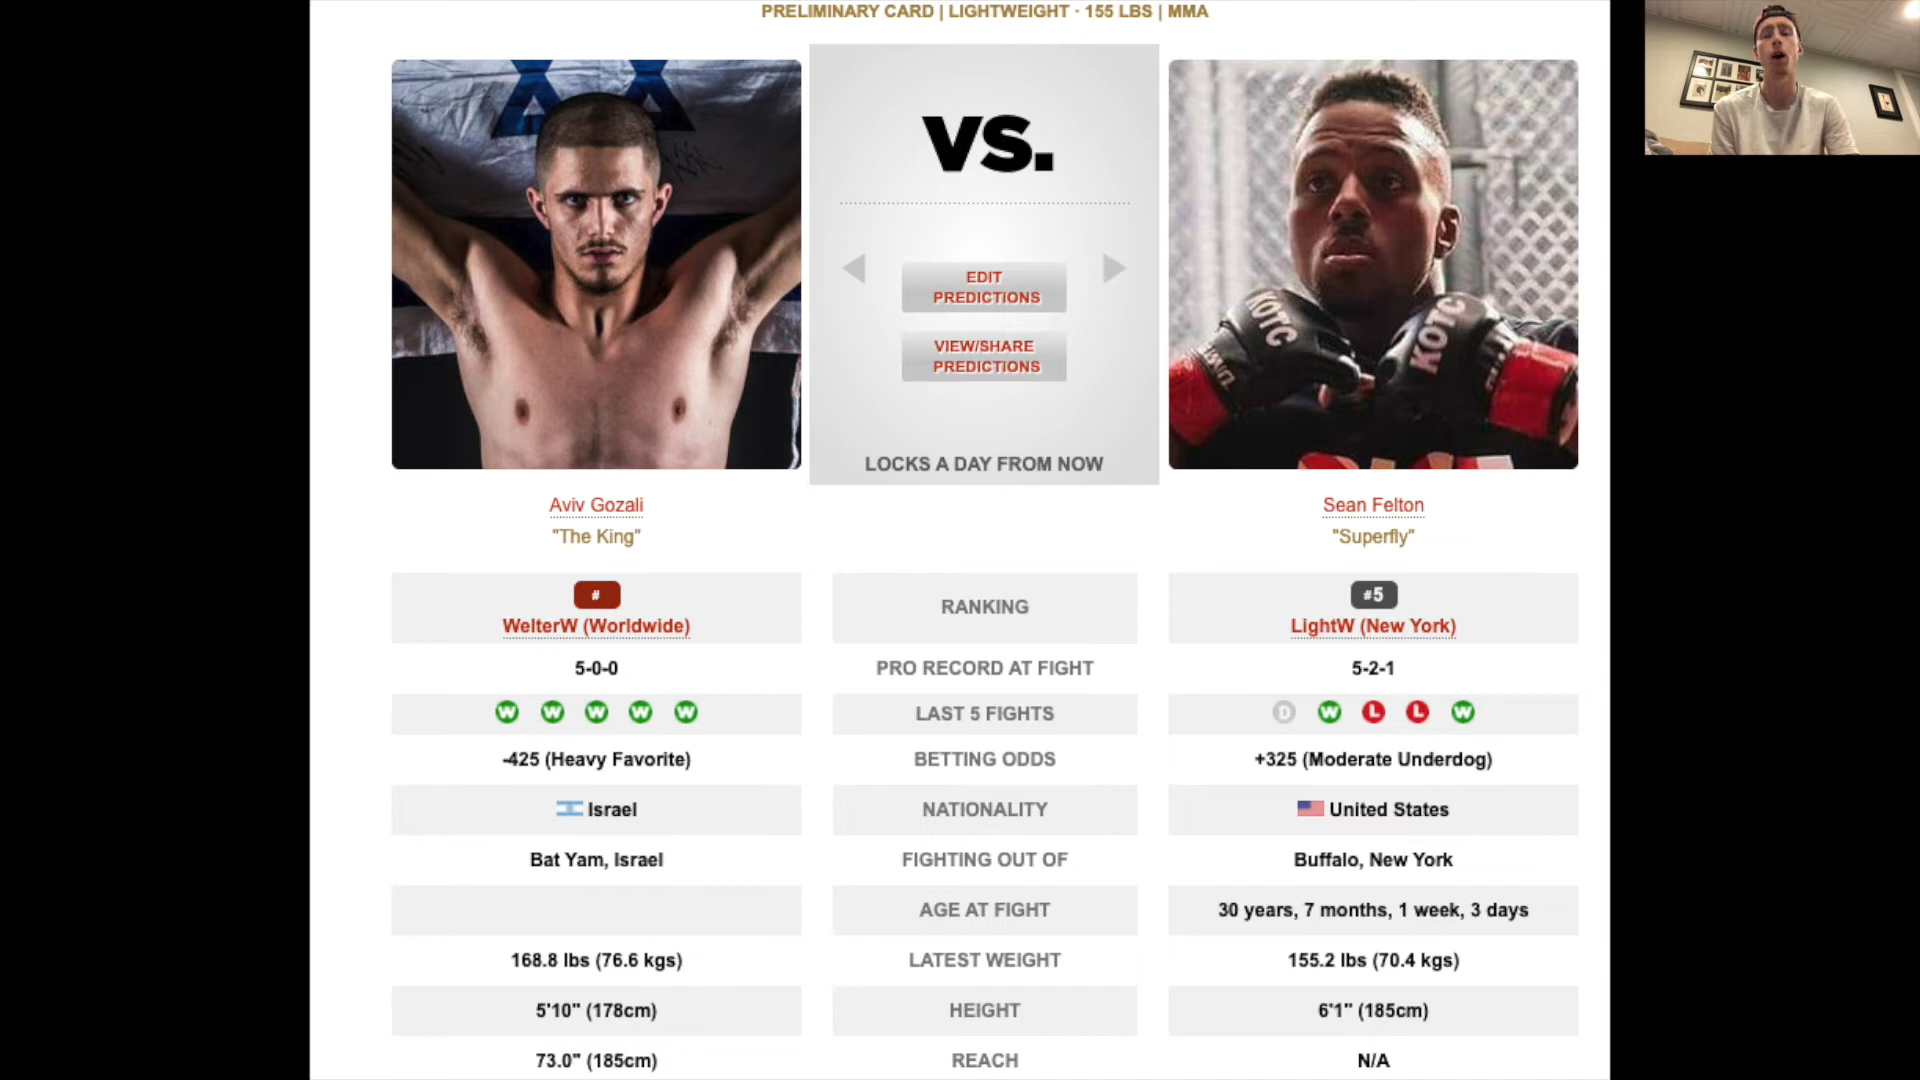 PRELIMINARY CARD | LIGHTWEIGHT · 155 LBS | MMA
VS.
EDIT
PREDICTIONS
VIEW/SHARE
PREDICTIONS
LOCKS A DAY FROM NOW
KOTC
KOTC
Aviv Gozali
"The King"
Sean Felton
"Superfly"
#
WelterW (Worldwide)
RANKING
#5
LightW (New York)
5-0-0
PRO RECORD AT FIGHT
5-2-1
W W W W W
LAST 5 FIGHTS
D W L L W
-425 (Heavy Favorite)
BETTING ODDS
+325 (Moderate Underdog)
Israel
NATIONALITY
United States
Bat Yam, Israel
FIGHTING OUT OF
Buffalo, New York
AGE AT FIGHT
30 years, 7 months, 1 week, 3 days
168.8 lbs (76.6 kgs)
LATEST WEIGHT
155.2 lbs (70.4 kgs)
5'10" (178cm)
HEIGHT
6'1" (185cm)
73.0" (185cm)
REACH
N/A